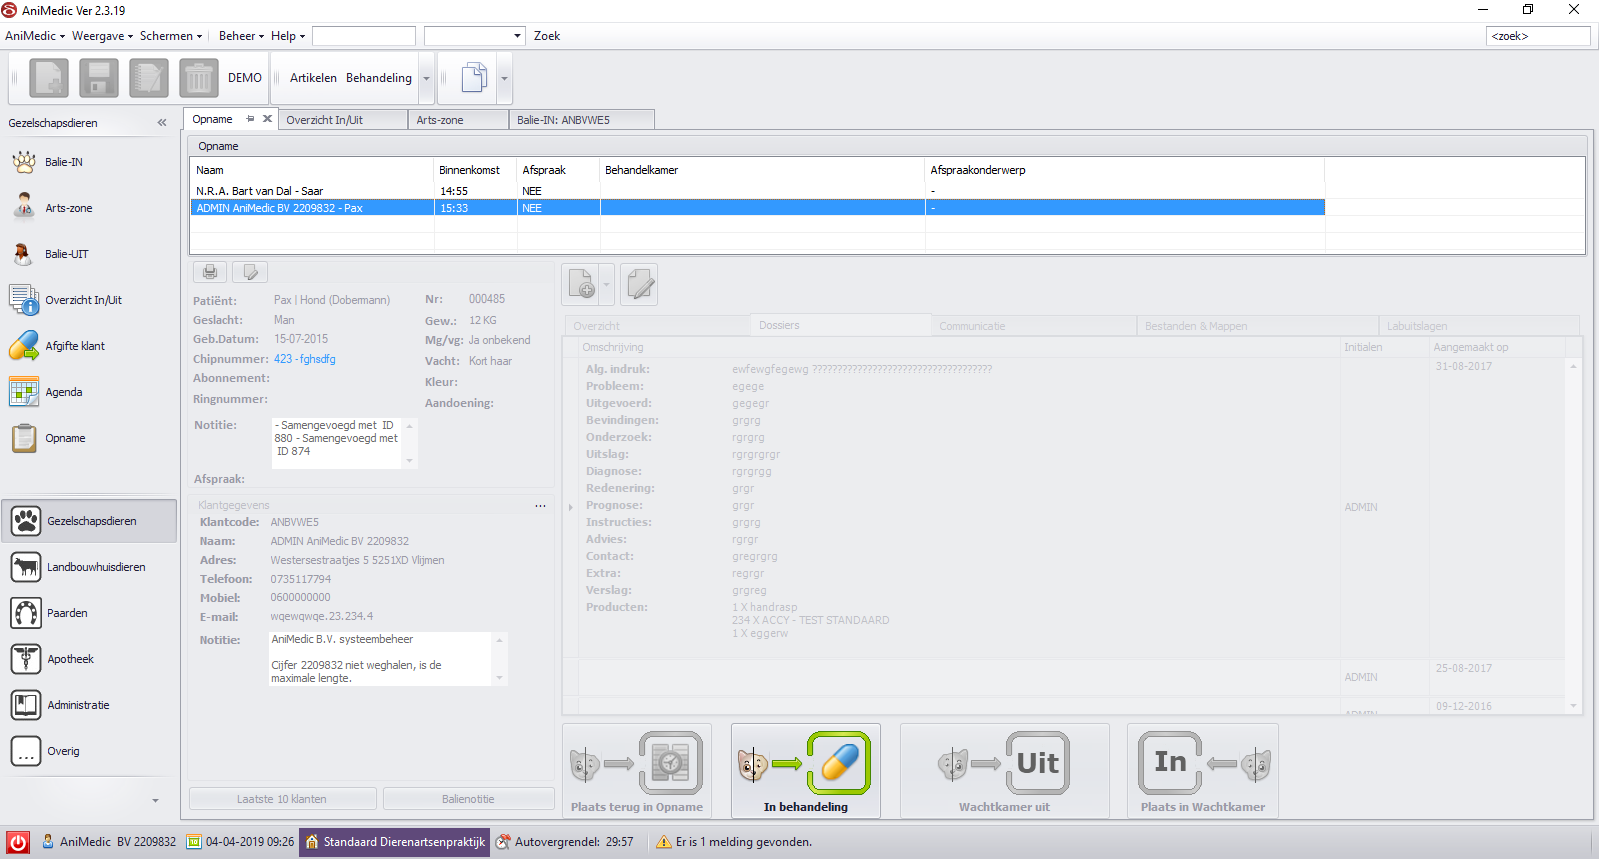 AniMedic Ver 2.3.19
AniMedic Weergave Schermen Beheer Help Zoek <zoek>
DEMO Artikelen Behandeling
Gezelschapsdieren «
Opname Overzicht In/Uit Arts-zone Balie-IN: ANBVWE5
Opname
Naam Binnenkomst Afspraak Behandelkamer Afspraakonderwerp
N.R.A. Bart van Dal - Saar 14:55 NEE -
ADMIN AniMedic BV 2209832 - Pax 15:33 NEE -
Balie-IN
Arts-zone
Balie-UIT
Overzicht In/Uit
Afgifte klant
Agenda
Opname
Gezelschapsdieren
Landbouwhuisdieren
Paarden
Apotheek
Administratie
... Overig
Patiënt: Pax | Hond (Dobermann)
Geslacht: Man
Geb.Datum: 15-07-2015
Chipnummer: 423 - fghsdfg
Abonnement:
Ringnummer:
Nr: 000485
Gew.: 12 KG
Mg/vg: Ja onbekend
Vacht: Kort haar
Kleur:
Aandoening:
Notitie: - Samengevoegd met ID
880 - Samengevoegd met
ID 874
Afspraak:
Klantgegevens ...
Klantcode: ANBVWE5
Naam: ADMIN AniMedic BV 2209832
Adres: Westersestraatjes 5 5251XD Vlijmen
Telefoon: 0735117794
Mobiel: 0600000000
E-mail: wqewqwqe.23.234.4
Notitie: AniMedic B.V. systeembeheer
Cijfer 2209832 niet weghalen, is de
maximale lengte.
Laatste 10 klanten Balienotitie
Overzicht Dossiers Communicatie Bestanden & Mappen Labuitslagen
Omschrijving Initialen Aangemaakt op
Alg. indruk: ewfewgfegewg ???????????????????????????????????? 31-08-2017
Probleem: egege
Uitgevoerd: gegegr
Bevindingen: grgrg
Onderzoek: rgrgrg
Uitslag: rgrgrgrgr
Diagnose: rgrgrgg
Redenering: grgr
Prognose: grgr ADMIN
Instructies: grgrg
Advies: rgrgr
Contact: gregrgrg
Extra: regrgr
Verslag: grgreg
Producten: 1 X handrasp
234 X ACCY - TEST STANDAARD
1 X eggerw
ADMIN 25-08-2017
ADMIN 09-12-2016
Plaats terug in Opname
In behandeling
Uit
Wachtkamer uit
In
Plaats in Wachtkamer
AniMedic BV 2209832 04-04-2019 09:26 Standaard Dierenartsenpraktijk Autovergrendel: 29:57 Er is 1 melding gevonden.